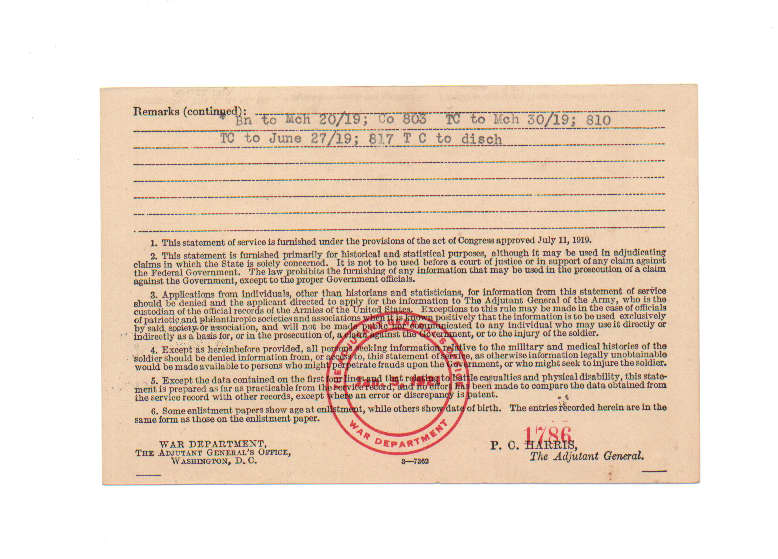 Remarks (continued):
Bn to Mch 20/19; Co 803 TC to Mch 30/19; 810
TC to June 27/19; 817 T C to disch
1. This statement of service is furnished under the provisions of the act of Congress approved July 11, 1919.
2. This statement is furnished primarily for historical and statistical purposes, although it may be used in adjudicating
claims in which the State is solely concerned. It is not to be used before a court of justice or in support of any claim against
the Federal Government. The law prohibits the furnishing of any information that may be used in the prosecution of a claim
against the Government, except to the proper Government officials.
3. Applications from individuals, other than historians and statisticians, for information from this statement of service
should be denied and the applicant directed to apply for the information to The Adjutant General of the Army, who is the
custodian of the official records of the Armies of the United States. Exceptions to this rule may be made in the case of officials
of patriotic and philanthropic societies and associations when it is known positively that the information is to be used exclusively
by said society or association, and will not be made public nor communicated to any individual who may use it directly or
indirectly as a basis for, or in the prosecution of, a claim against the Government, or to the injury of the soldier.
4. Except as hereinbefore provided, all persons seeking information relative to the military and medical histories of the
soldier should be denied information from, or access to, this statement of service, as otherwise information legally unobtainable
would be made available to persons who might perpetrate frauds upon the Government, or who might seek to injure the soldier.
5. Except the data contained on the first four lines and that relating to battle casualties and physical disability, this state-
ment is prepared as far as practicable from the service record, and no effort has been made to compare the data obtained from
the service record with other records, except where an error or discrepancy is patent.
6. Some enlistment papers show age at enlistment, while others show date of birth. The entries recorded herein are in the
same form as those on the enlistment paper.
WAR DEPARTMENT
1786
WAR DEPARTMENT,
THE ADJUTANT GENERAL'S OFFICE,
WASHINGTON, D. C.
3—7362
P. C. HARRIS,
The Adjutant General.